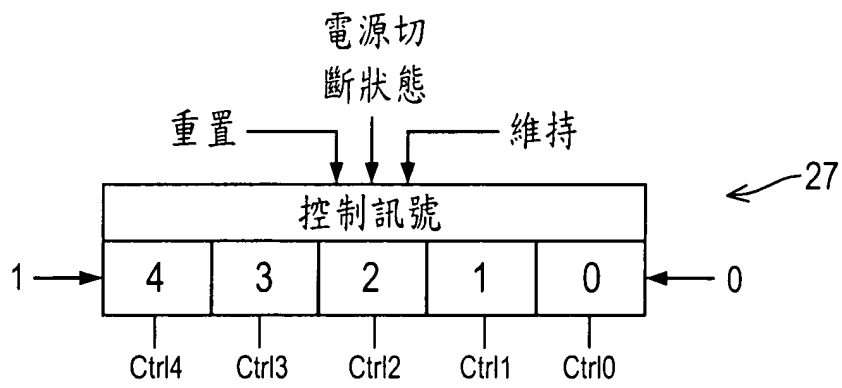 電源切
斷狀態
重置
維持
27
控制訊號
1
4
3
2
1
0
0
Ctrl4
Ctrl3
Ctrl2
Ctrl1
Ctrl0